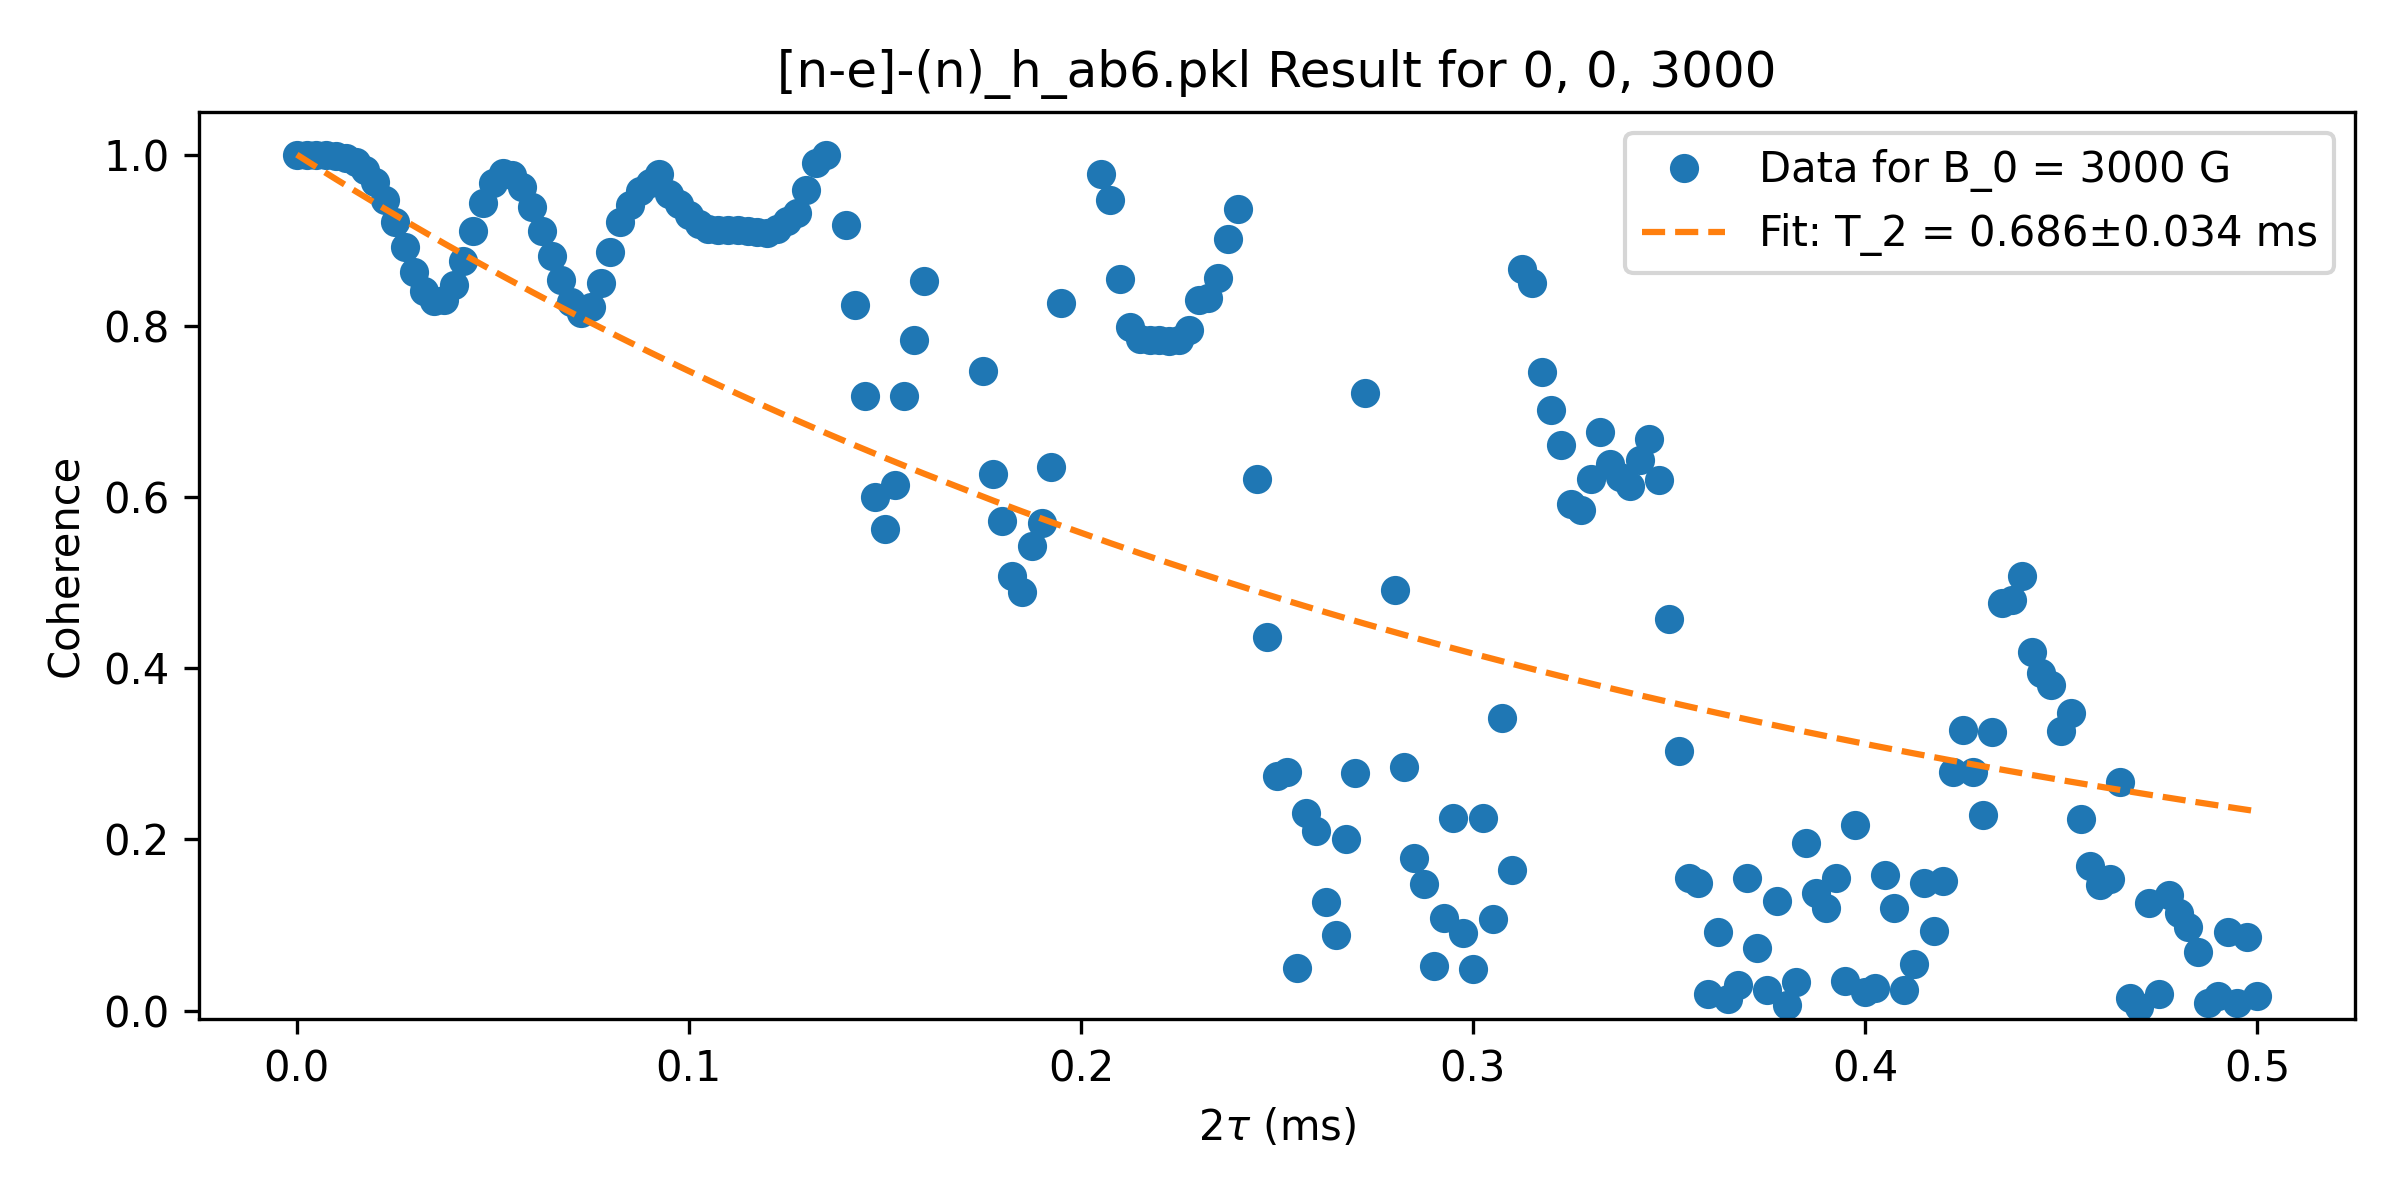 [n-e]-(n)_h_ab6.pkl Result for 0, 0, 3000
Data for B_0 = 3000 G
Fit: T_2 = 0.686±0.034 ms
Coherence
1.0
0.8
0.6
0.4
0.2
0.0
0.0 0.1 0.2 0.3 0.4 0.5
2τ (ms)